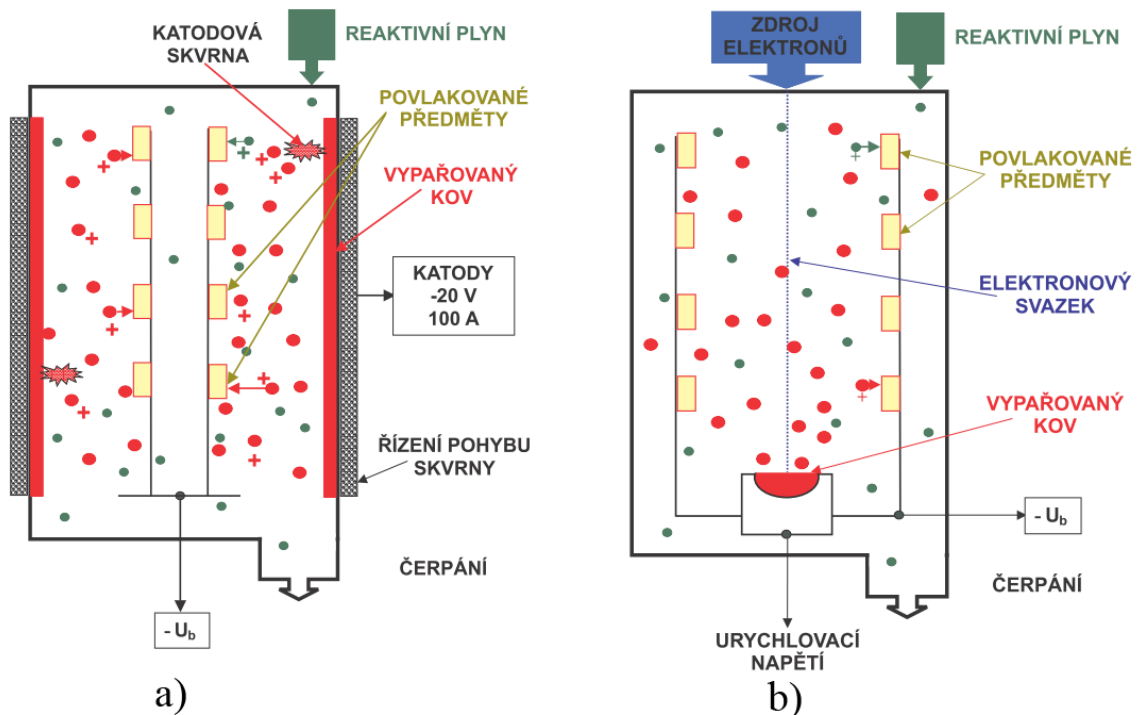 KATODOVÁ
SKVRNA
REAKTIVNÍ PLYN
POVLAKOVANÉ
PŘEDMĚTY
VYPAŘOVANÝ
KOV
KATODY
-20 V
100 A
ŘÍZENÍ POHYBU
SKVRNY
ČERPÁNÍ
- Ub
a)
ZDROJ
ELEKTRONŮ
REAKTIVNÍ PLYN
POVLAKOVANÉ
PŘEDMĚTY
ELEKTRONOVÝ
SVAZEK
VYPAŘOVANÝ
KOV
- Ub
ČERPÁNÍ
URYCHLOVACÍ
NAPĚTÍ
b)